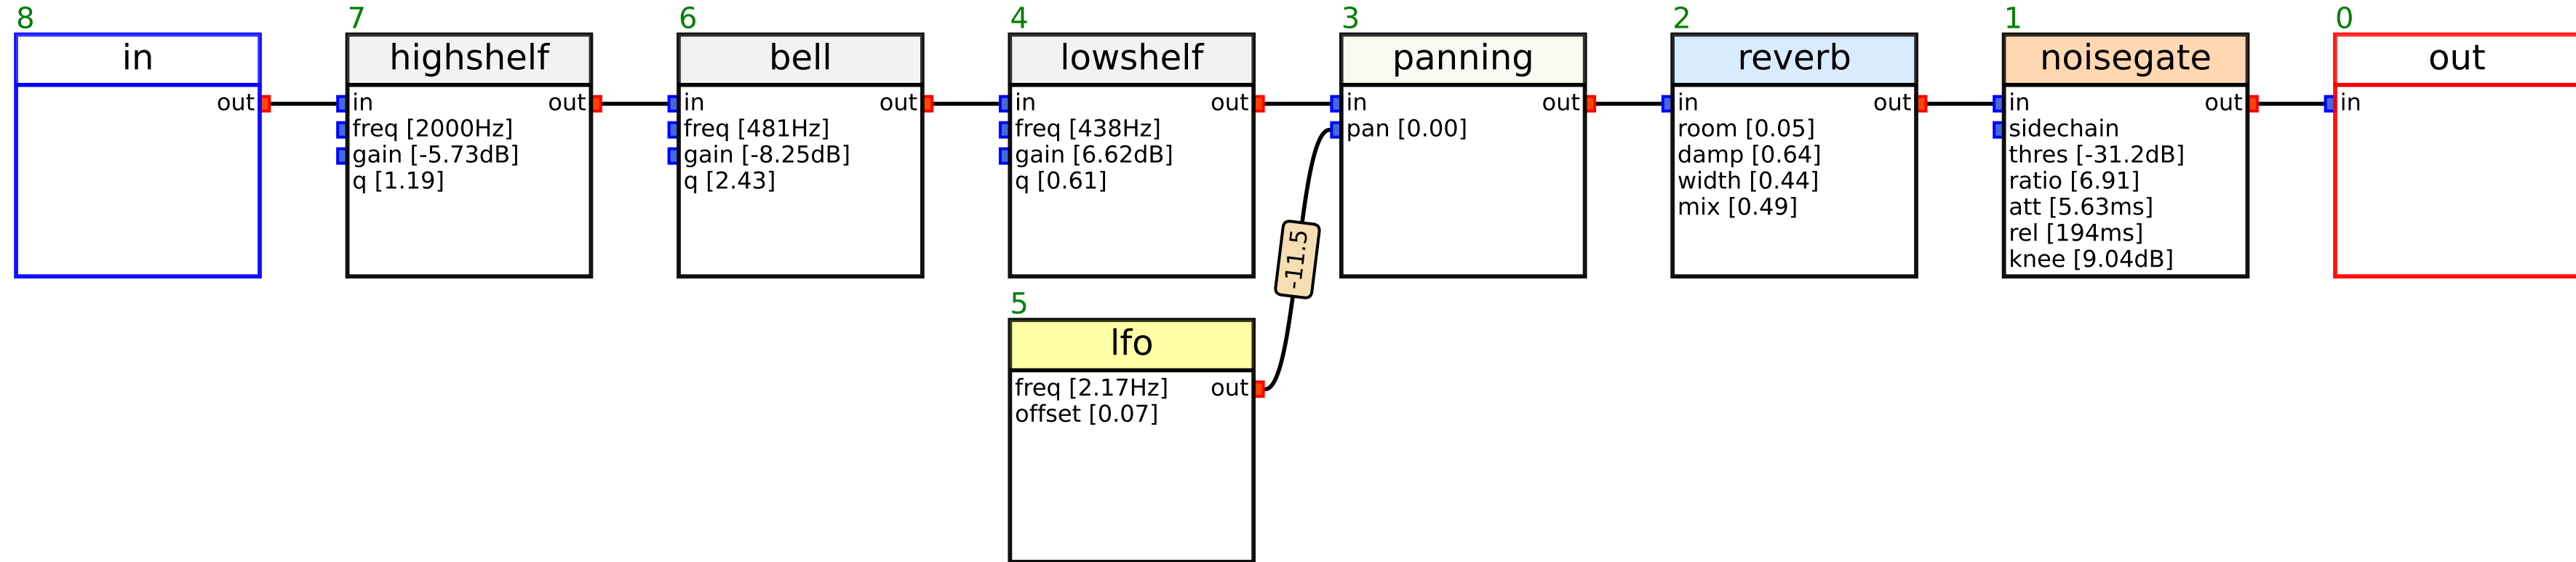 8
in
out
7
highshelf
in out
freq [2000Hz]
gain [-5.73dB]
q [1.19]
6
bell
in out
freq [481Hz]
gain [-8.25dB]
q [2.43]
4
lowshelf
in out
freq [438Hz]
gain [6.62dB]
q [0.61]
5
lfo
freq [2.17Hz] out
offset [0.07]
-11.5
3
panning
in out
pan [0.00]
2
reverb
in out
room [0.05]
damp [0.64]
width [0.44]
mix [0.49]
1
noisegate
in out
sidechain
thres [-31.2dB]
ratio [6.91]
att [5.63ms]
rel [194ms]
knee [9.04dB]
0
out
in